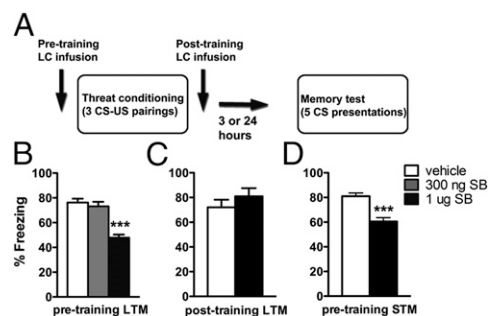 A
Pre-training
LC infusion
Post-training
LC infusion
Threat conditioning
(3 CS-US pairings)
3 or 24
hours
Memory test
(5 CS presentations)
B
% Freezing
100
80
60
40
20
0
***
pre-training LTM
C
100
80
60
40
20
0
post-training LTM
D
100
80
60
40
20
0
***
pre-training STM
vehicle
300 ng SB
1 ug SB